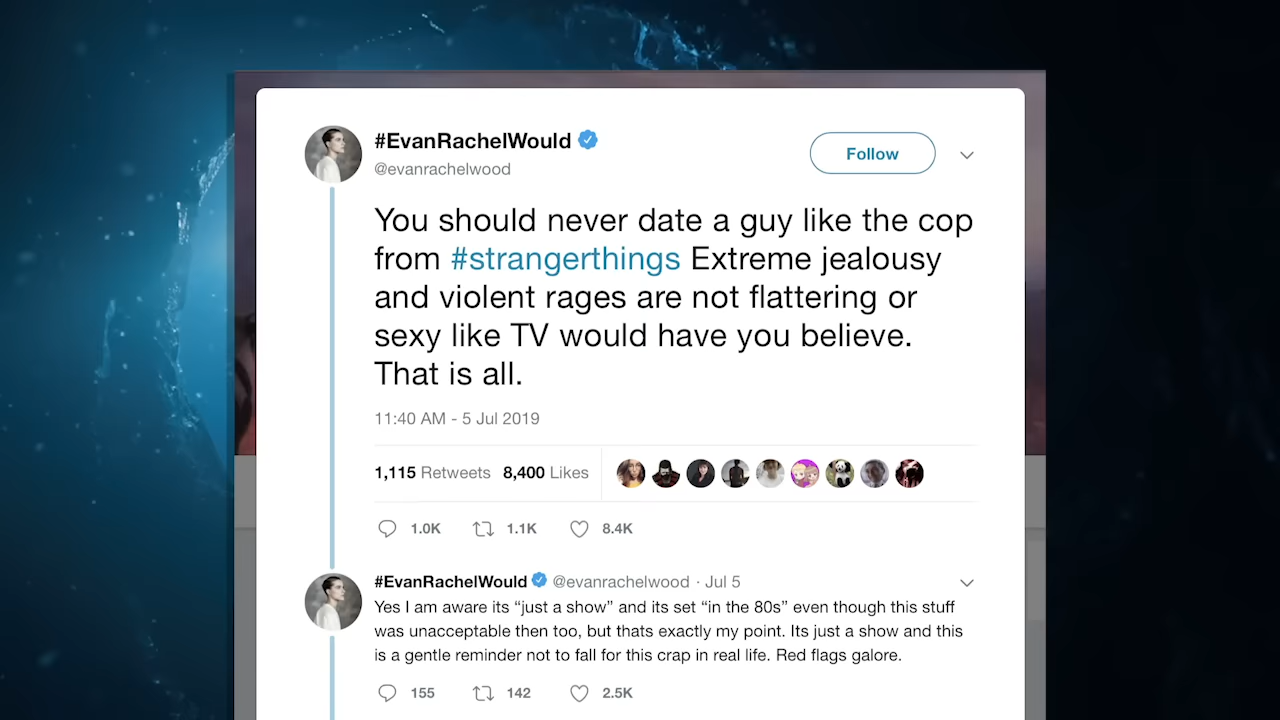 #EvanRachelWould
@evanrachelwood
Follow
You should never date a guy like the cop
from #strangerthings Extreme jealousy
and violent rages are not flattering or
sexy like TV would have you believe.
That is all.
11:40 AM - 5 Jul 2019
1,115 Retweets 8,400 Likes
1.0K 1.1K 8.4K
#EvanRachelWould @evanrachelwood · Jul 5
Yes I am aware its “just a show” and its set “in the 80s” even though this stuff
was unacceptable then too, but thats exactly my point. Its just a show and this
is a gentle reminder not to fall for this crap in real life. Red flags galore.
155 142 2.5K